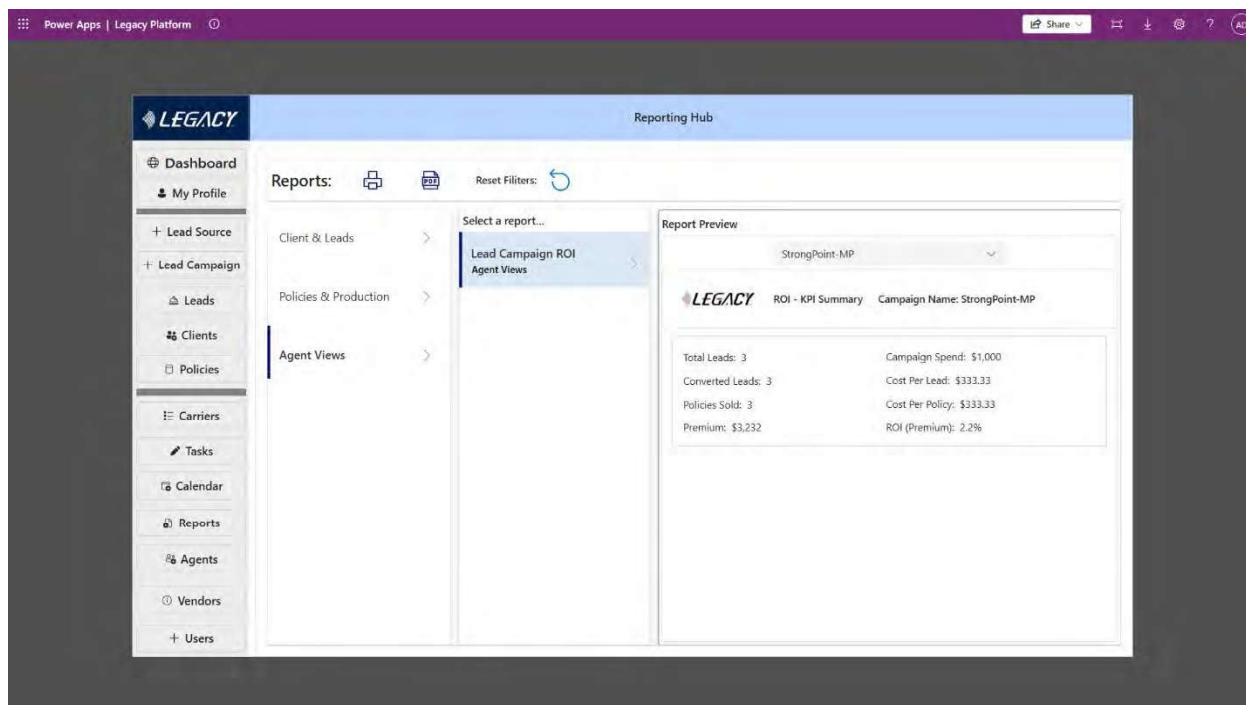 Power Apps | Legacy Platform
Share
?
LEGACY
Reporting Hub
Dashboard
My Profile
+ Lead Source
+ Lead Campaign
Leads
Clients
Policies
Carriers
Tasks
Calendar
Reports
Agents
Vendors
+ Users
Reports:
PDF
Reset Filiters:
Client & Leads
Policies & Production
Agent Views
Select a report...
Lead Campaign ROI
Agent Views
Report Preview
StrongPoint-MP
LEGACY ROI - KPI Summary Campaign Name: StrongPoint-MP
Total Leads: 3 Campaign Spend: $1,000
Converted Leads: 3 Cost Per Lead: $333.33
Policies Sold: 3 Cost Per Policy: $333.33
Premium: $3,232 ROI (Premium): 2.2%